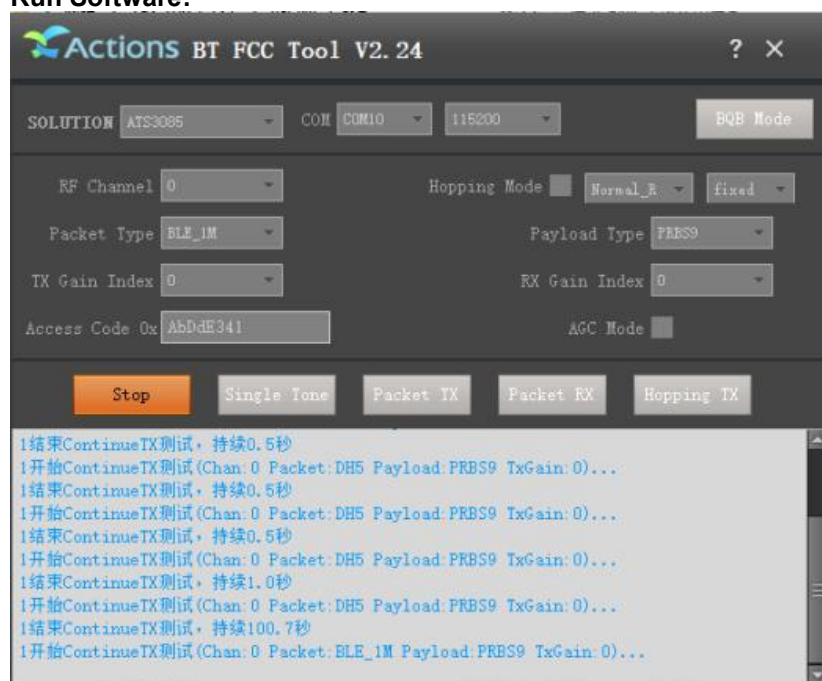 Run Software:
Actions BT FCC Tool V2.24 ? ×
SOLUTION ATS3085 COM COM10 115200 BQB Mode
RF Channel 0 Hopping Mode Normal_R fixed
Packet Type BLE_1M Payload Type PRBS9
TX Gain Index 0 RX Gain Index 0
Access Code 0x AbDdE341 AGC Mode
Stop Single Tone Packet TX Packet RX Hopping TX
1结束ContinueTX测试，持续0.5秒
1开始ContinueTX测试(Chan:0 Packet:DH5 Payload:PRBS9 TxGain:0)...
1结束ContinueTX测试，持续0.5秒
1开始ContinueTX测试(Chan:0 Packet:DH5 Payload:PRBS9 TxGain:0)...
1结束ContinueTX测试，持续0.5秒
1开始ContinueTX测试(Chan:0 Packet:DH5 Payload:PRBS9 TxGain:0)...
1结束ContinueTX测试，持续1.0秒
1开始ContinueTX测试(Chan:0 Packet:DH5 Payload:PRBS9 TxGain:0)...
1结束ContinueTX测试，持续100.7秒
1开始ContinueTX测试(Chan:0 Packet:BLE_1M Payload:PRBS9 TxGain:0)...